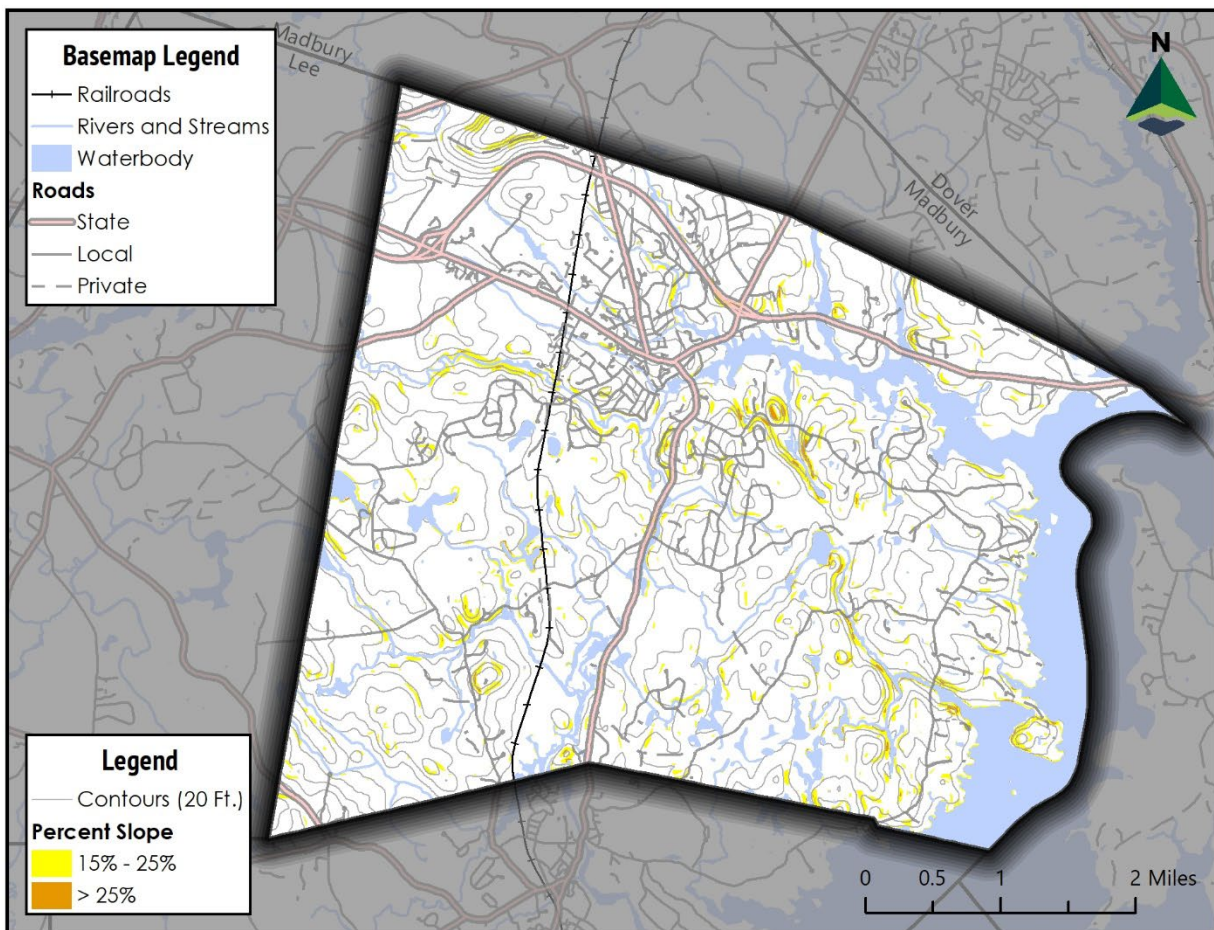 Basemap Legend
Railroads
Rivers and Streams
Waterbody
Roads
State
Local
Private
Madbury
Lee
N
Dover
Madbury
Legend
Contours (20 Ft.)
Percent Slope
15% - 25%
> 25%
0 0.5 1 2 Miles